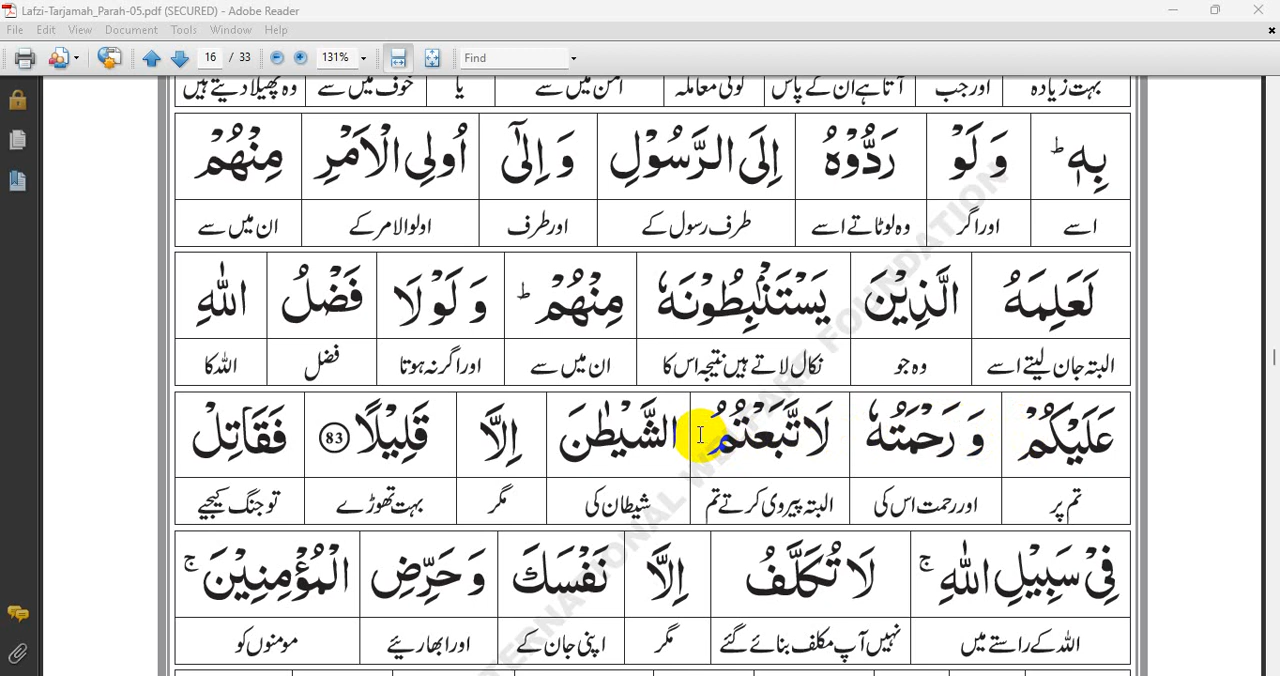 Lafzi-Tarjamah_Parah-05.pdf (SECURED) - Adobe Reader
File Edit View Document Tools Window Help
16 / 33 131% Find
بہت زیادہ اور جب آتا ہے ان کے پاس کوئی معاملہ امن میں سے یا خوف میں سے وہ پھیلا دیتے ہیں
بِهٖ ؕ وَ لَوْ رَدُّوْهُ اِلَى الرَّسُوْلِ وَ اِلٰۤى اُولِى الْاَمْرِ مِنْهُمْ
اسے اور اگر وہ لوٹاتے اسے طرف رسول کے اور طرف اولوالامر کے ان میں سے
لَعَلِمَهُ الَّذِيْنَ يَسْتَنْۢبِطُوْنَهٗ مِنْهُمْ ؕ وَ لَوْلَا فَضْلُ اللّٰهِ
البتہ جان لیتے اسے وہ جو نکال لاتے ہیں نتیجہ اس کا ان میں سے اور اگر نہ ہوتا فضل اللہ کا
عَلَيْكُمْ وَ رَحْمَتُهٗ لَا تَّبَعْتُمُ الشَّيْطٰنَ اِلَّا قَلِيْلًا 83 فَقَاتِلْ
تم پر اور رحمت اس کی البتہ پیروی کرتے تم شیطان کی مگر بہت تھوڑے تو جنگ کیجیے
فِيْ سَبِيْلِ اللّٰهِ ۚ لَا تُكَلَّفُ اِلَّا نَفْسَكَ وَ حَرِّضِ الْمُؤْمِنِيْنَ ۚ
اللہ کے راستے میں نہیں آپ مکلف بنائے گئے مگر اپنی جان کے اور ابھاریئے مومنوں کو